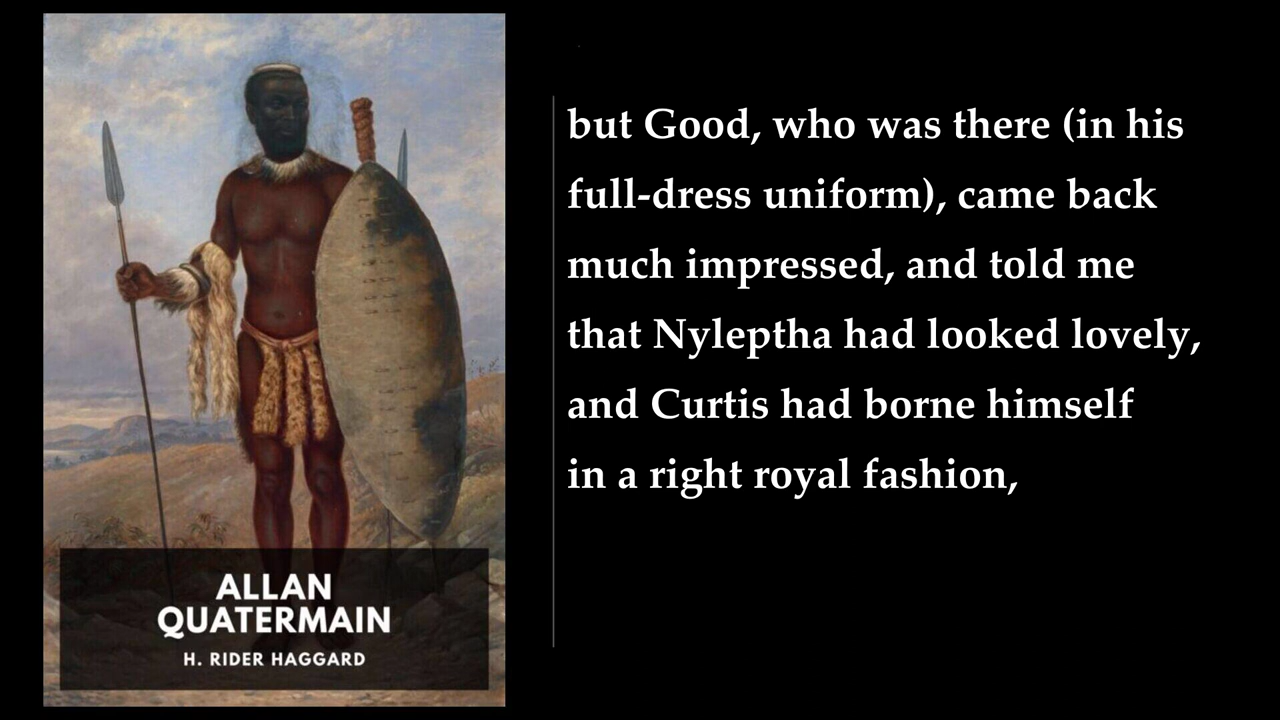 ALLAN
QUATERMAIN
H. RIDER HAGGARD
but Good, who was there (in his
full-dress uniform), came back
much impressed, and told me
that Nyleptha had looked lovely,
and Curtis had borne himself
in a right royal fashion,